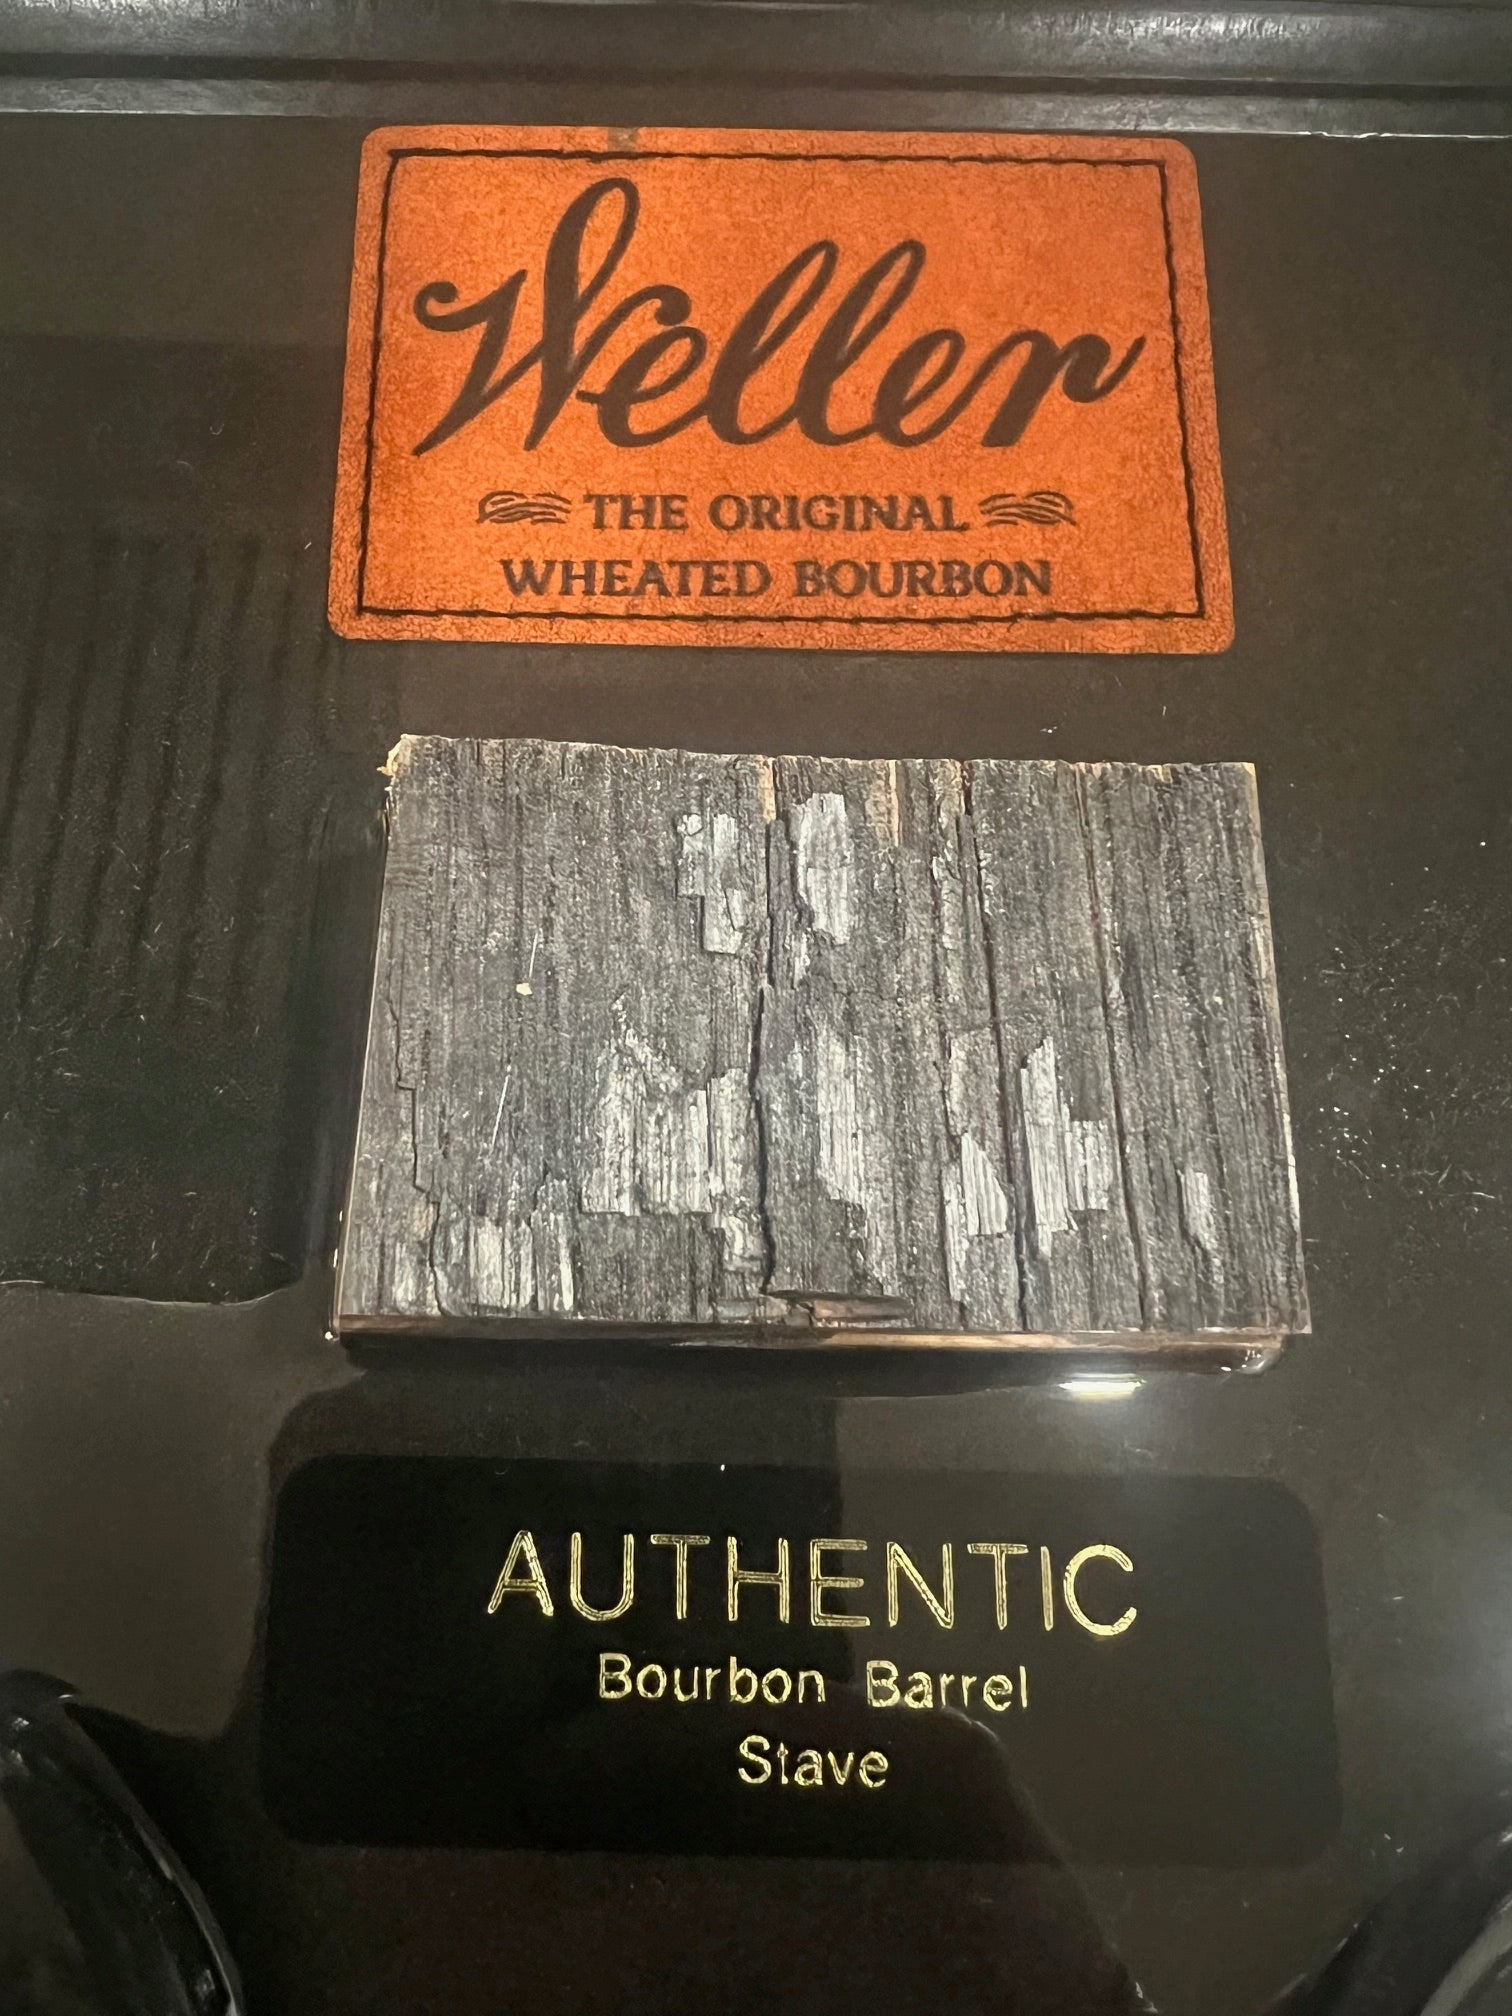 Weller
THE ORIGINAL
WHEATED BOURBON
AUTHENTIC
Bourbon Barrel
Stave